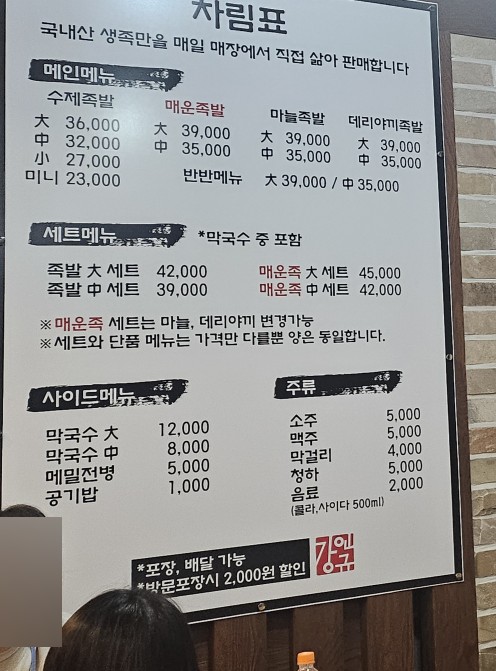 차림표
국내산 생족만을 매일 매장에서 직접 삶아 판매합니다
메인메뉴
수제족발 매운족발 마늘족발 데리야끼족발
大 36,000 大 39,000 大 39,000 大 39,000
中 32,000 中 35,000 中 35,000 中 35,000
小 27,000
미니 23,000 반반메뉴 大 39,000 / 中 35,000
세트메뉴 *막국수 중 포함
족발 大 세트 42,000 매운족 大 세트 45,000
족발 中 세트 39,000 매운족 中 세트 42,000
※ 매운족 세트는 마늘, 데리야끼 변경가능
※ 세트와 단품 메뉴는 가격만 다를뿐 양은 동일합니다.
사이드메뉴
막국수 大 12,000
막국수 中 8,000
메밀전병 5,000
공기밥 1,000
주류
소주 5,000
맥주 5,000
막걸리 4,000
청하 5,000
음료 2,000
(콜라,사이다 500ml)
*포장, 배달 가능
*방문포장시 2,000원 할인